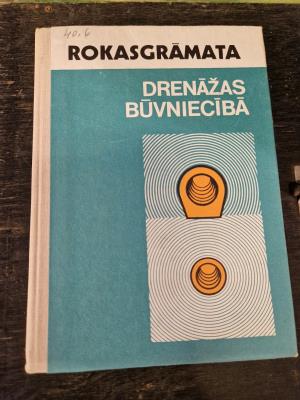 40.6
ROKASGRĀMATA
DRENĀŽAS
BŪVNIECĪBĀ